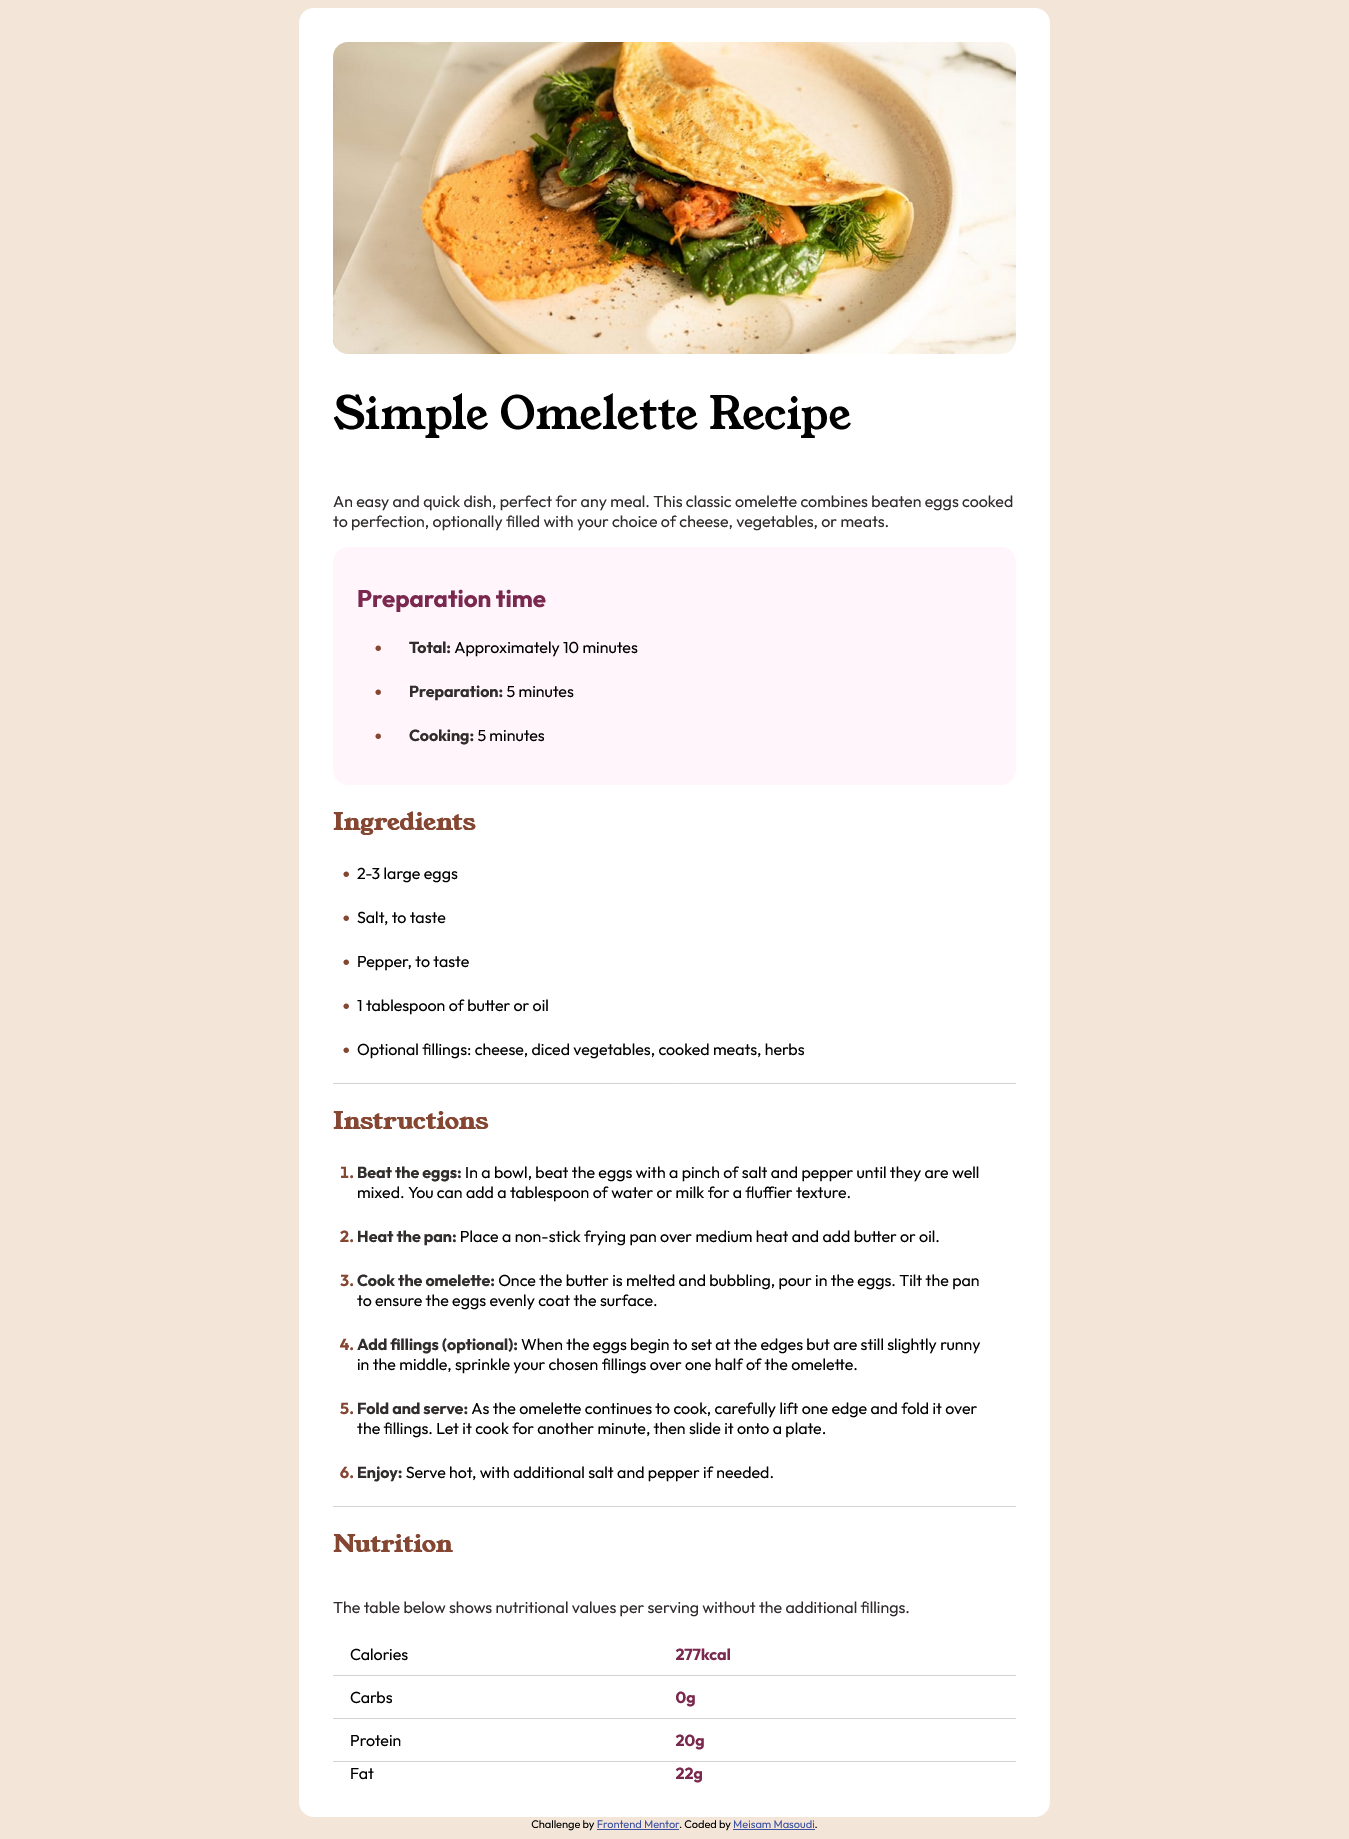 Simple Omelette Recipe
An easy and quick dish, perfect for any meal. This classic omelette combines beaten eggs cooked
to perfection, optionally filled with your choice of cheese, vegetables, or meats.
Preparation time
• Total: Approximately 10 minutes
• Preparation: 5 minutes
• Cooking: 5 minutes
Ingredients
• 2-3 large eggs
• Salt, to taste
• Pepper, to taste
• 1 tablespoon of butter or oil
• Optional fillings: cheese, diced vegetables, cooked meats, herbs
Instructions
1. Beat the eggs: In a bowl, beat the eggs with a pinch of salt and pepper until they are well
mixed. You can add a tablespoon of water or milk for a fluffier texture.
2. Heat the pan: Place a non-stick frying pan over medium heat and add butter or oil.
3. Cook the omelette: Once the butter is melted and bubbling, pour in the eggs. Tilt the pan
to ensure the eggs evenly coat the surface.
4. Add fillings (optional): When the eggs begin to set at the edges but are still slightly runny
in the middle, sprinkle your chosen fillings over one half of the omelette.
5. Fold and serve: As the omelette continues to cook, carefully lift one edge and fold it over
the fillings. Let it cook for another minute, then slide it onto a plate.
6. Enjoy: Serve hot, with additional salt and pepper if needed.
Nutrition
The table below shows nutritional values per serving without the additional fillings.
Calories 277kcal
Carbs 0g
Protein 20g
Fat 22g
Challenge by Frontend Mentor. Coded by Meisam Masoudi.